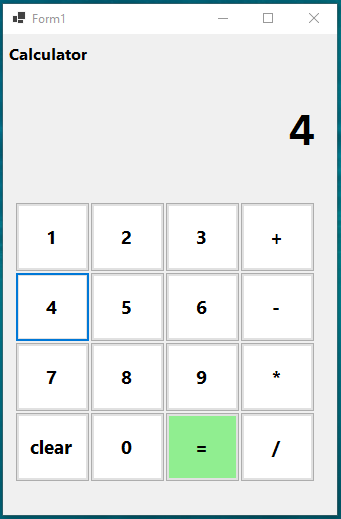 Form1
Calculator
4
1 2 3 +
4 5 6 -
7 8 9 *
clear 0 = /